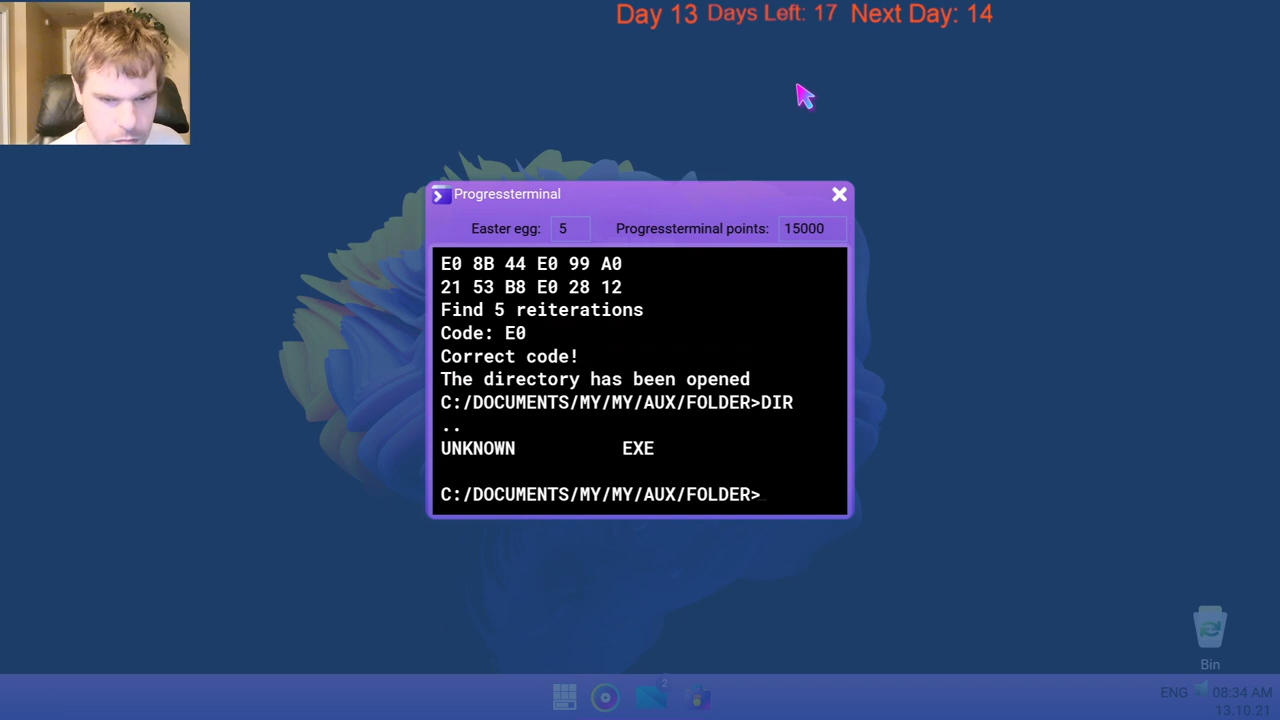 Day 13 Days Left: 17 Next Day: 14
Progressterminal
Easter egg: 5 Progressterminal points: 15000
E0 8B 44 E0 99 A0
21 53 B8 E0 28 12
Find 5 reiterations
Code: E0
Correct code!
The directory has been opened
C:/DOCUMENTS/MY/MY/AUX/FOLDER>DIR
..
UNKNOWN EXE
C:/DOCUMENTS/MY/MY/AUX/FOLDER>_
Bin
2
ENG 08:34 AM
13.10.21